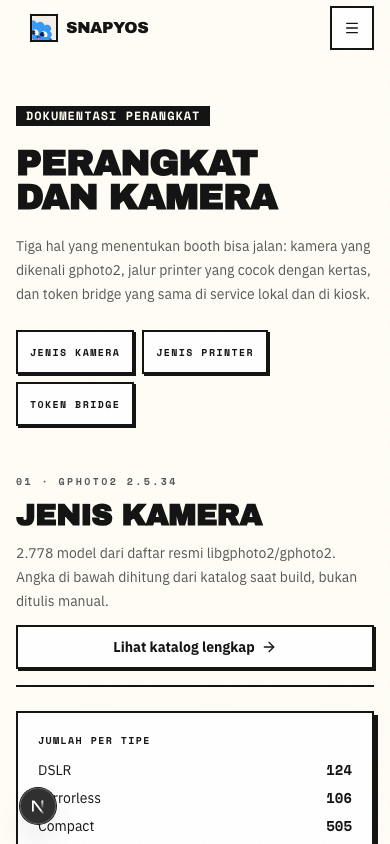 SNAPYOS
DOKUMENTASI PERANGKAT
PERANGKAT
DAN KAMERA
Tiga hal yang menentukan booth bisa jalan: kamera yang
dikenali gphoto2, jalur printer yang cocok dengan kertas,
dan token bridge yang sama di service lokal dan di kiosk.
JENIS KAMERA
JENIS PRINTER
TOKEN BRIDGE
01 · GPHOTO2 2.5.34
JENIS KAMERA
2.778 model dari daftar resmi libgphoto2/gphoto2.
Angka di bawah dihitung dari katalog saat build, bukan
ditulis manual.
Lihat katalog lengkap →
JUMLAH PER TIPE
DSLR 124
106
N
Compact 505